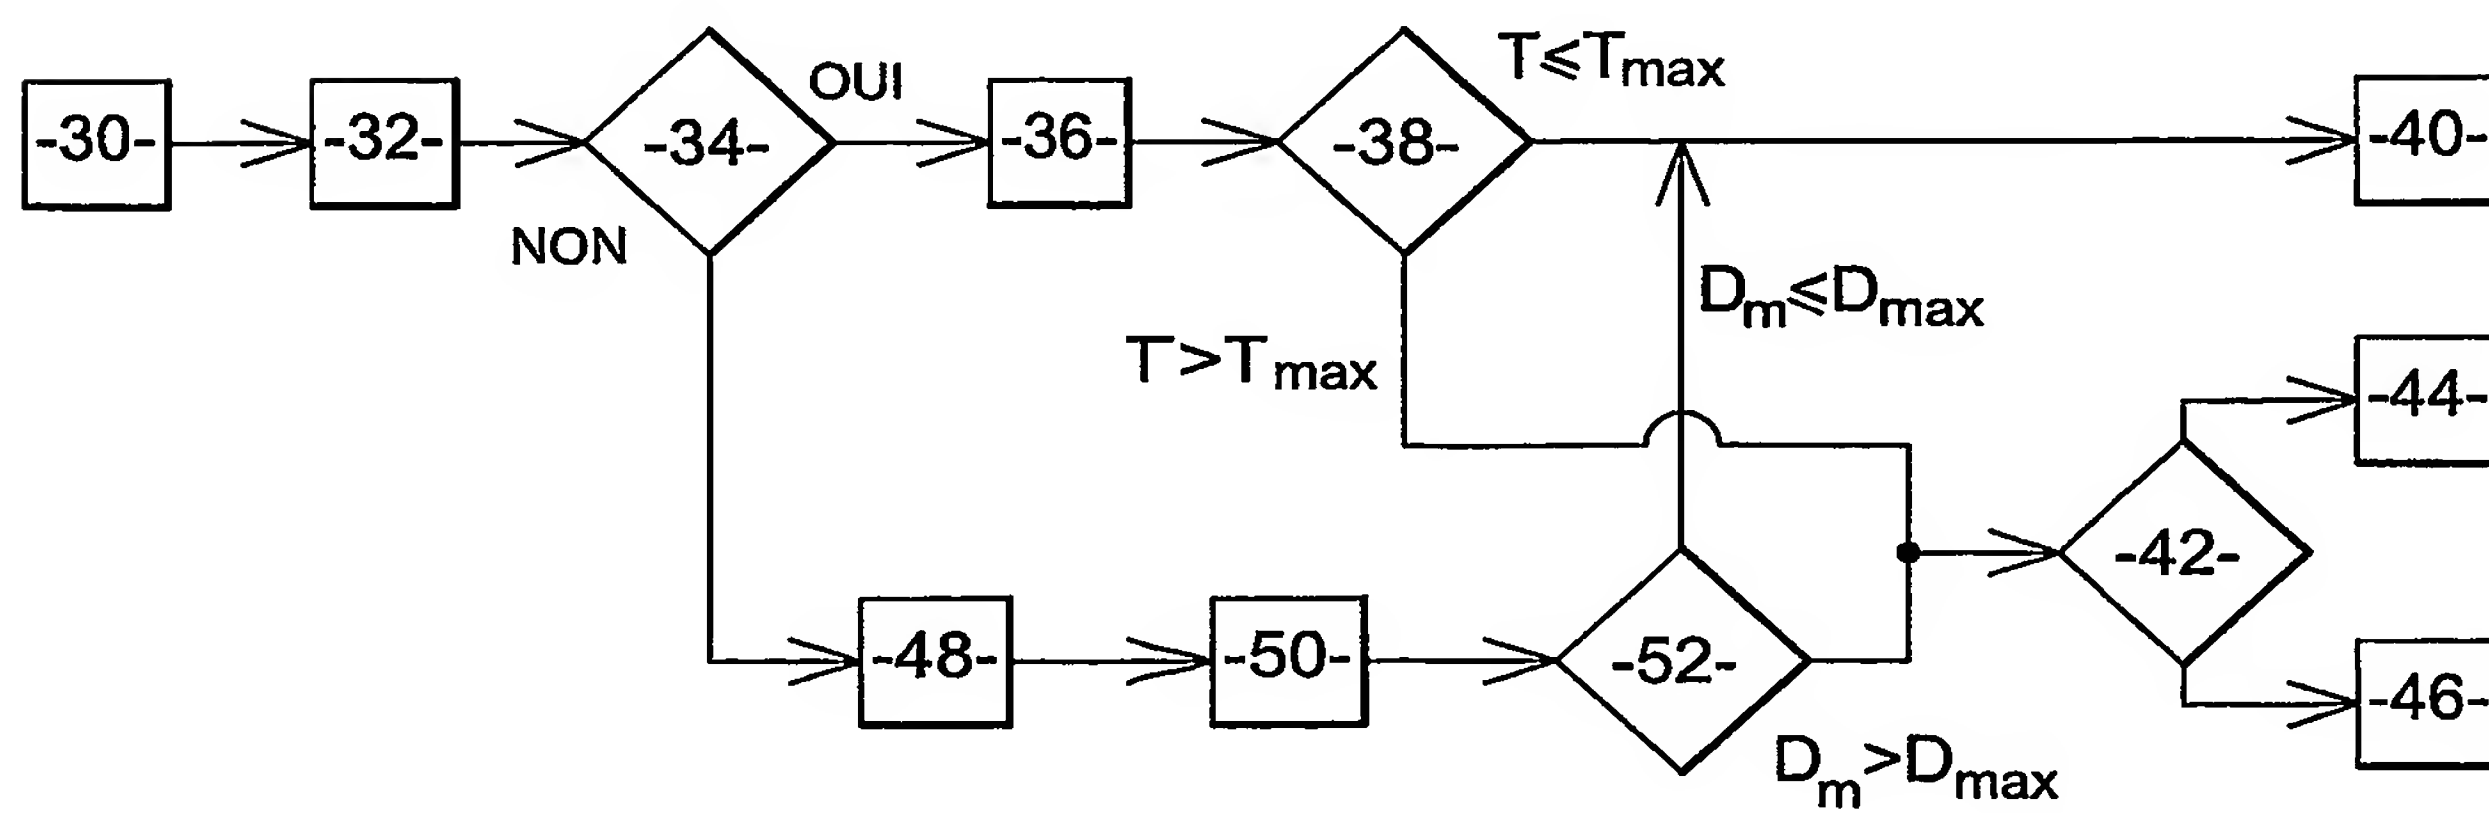 OUI
T⩽Tmax
-30-
-32-
-34-
-36-
-38-
-40-
NON
Dm⩽Dmax
T>Tmax
-44-
-42-
-48-
-50-
-52-
-46-
Dm>Dmax